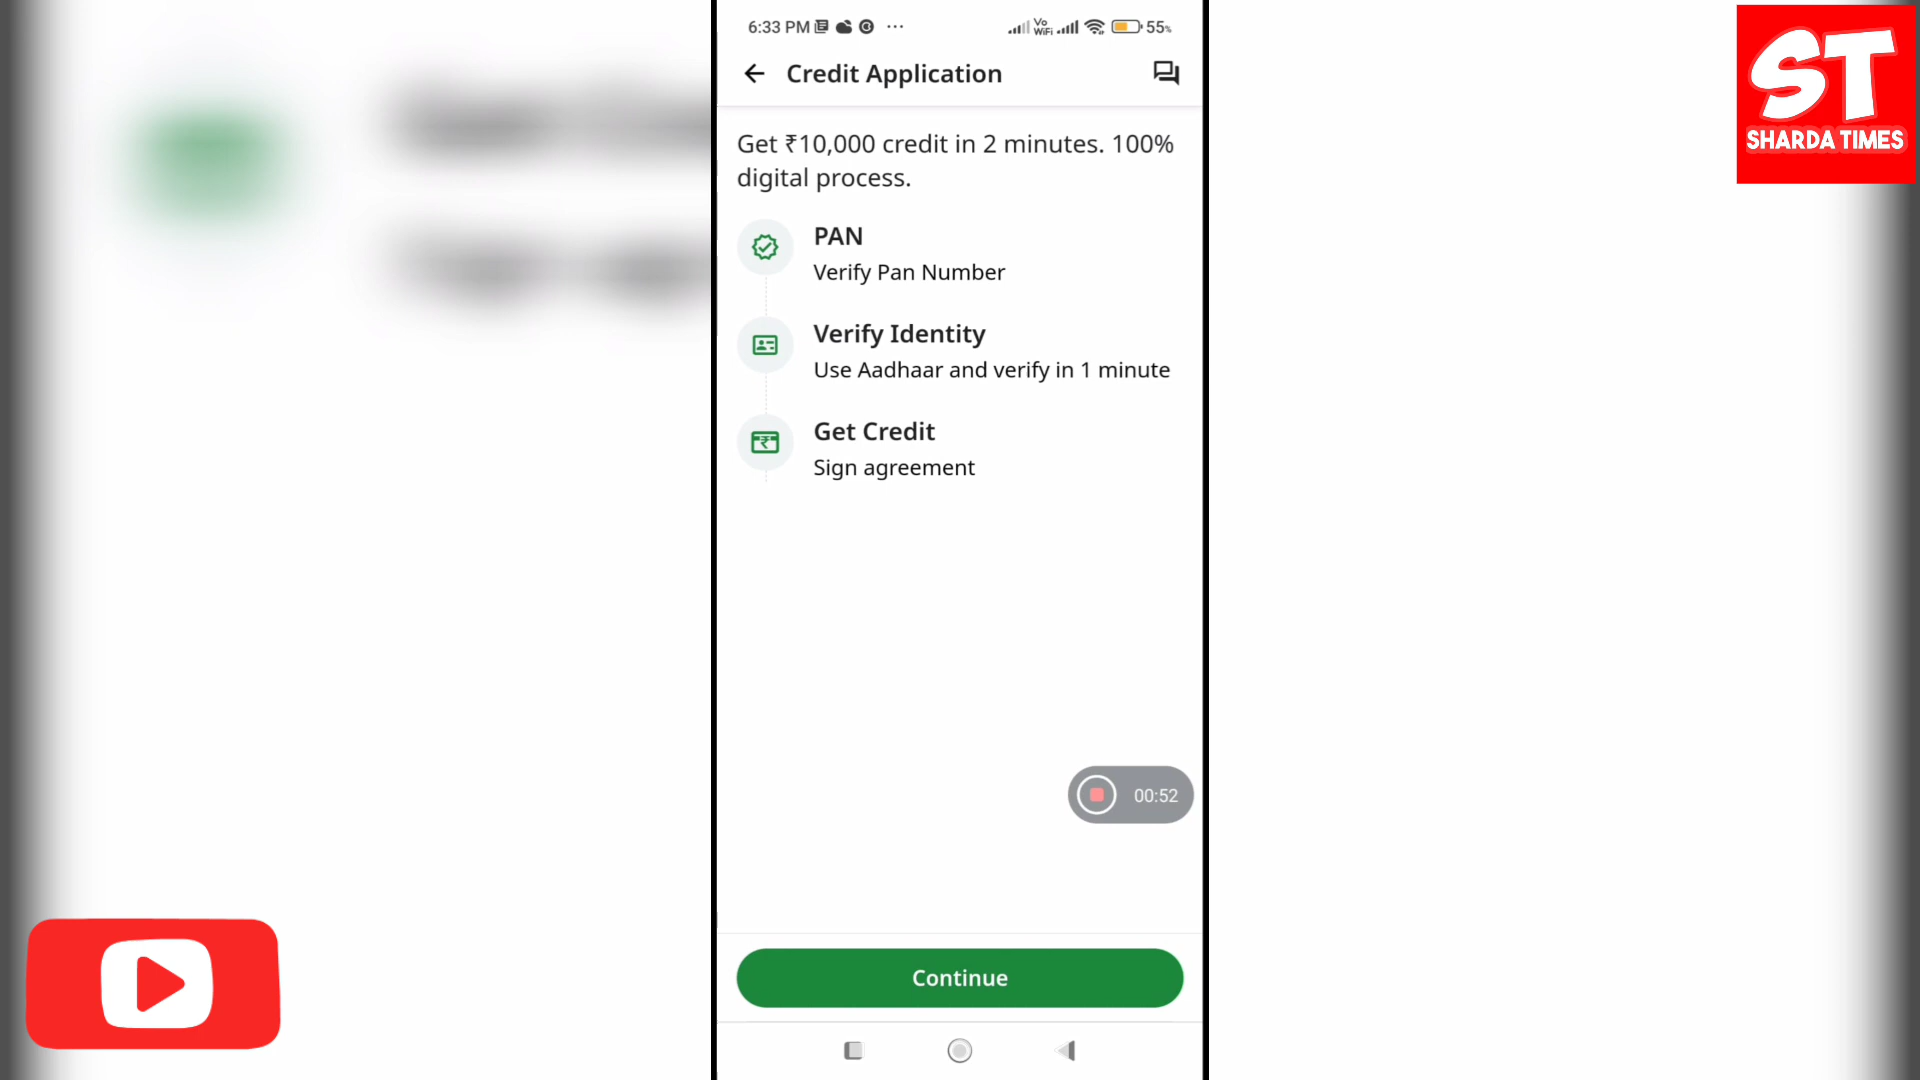 6:33 PM
Vo
WiFi
55%
Credit Application
Get ₹10,000 credit in 2 minutes. 100%
digital process.
PAN
Verify Pan Number
Verify Identity
Use Aadhaar and verify in 1 minute
Get Credit
Sign agreement
00:52
Continue
ST
SHARDA TIMES